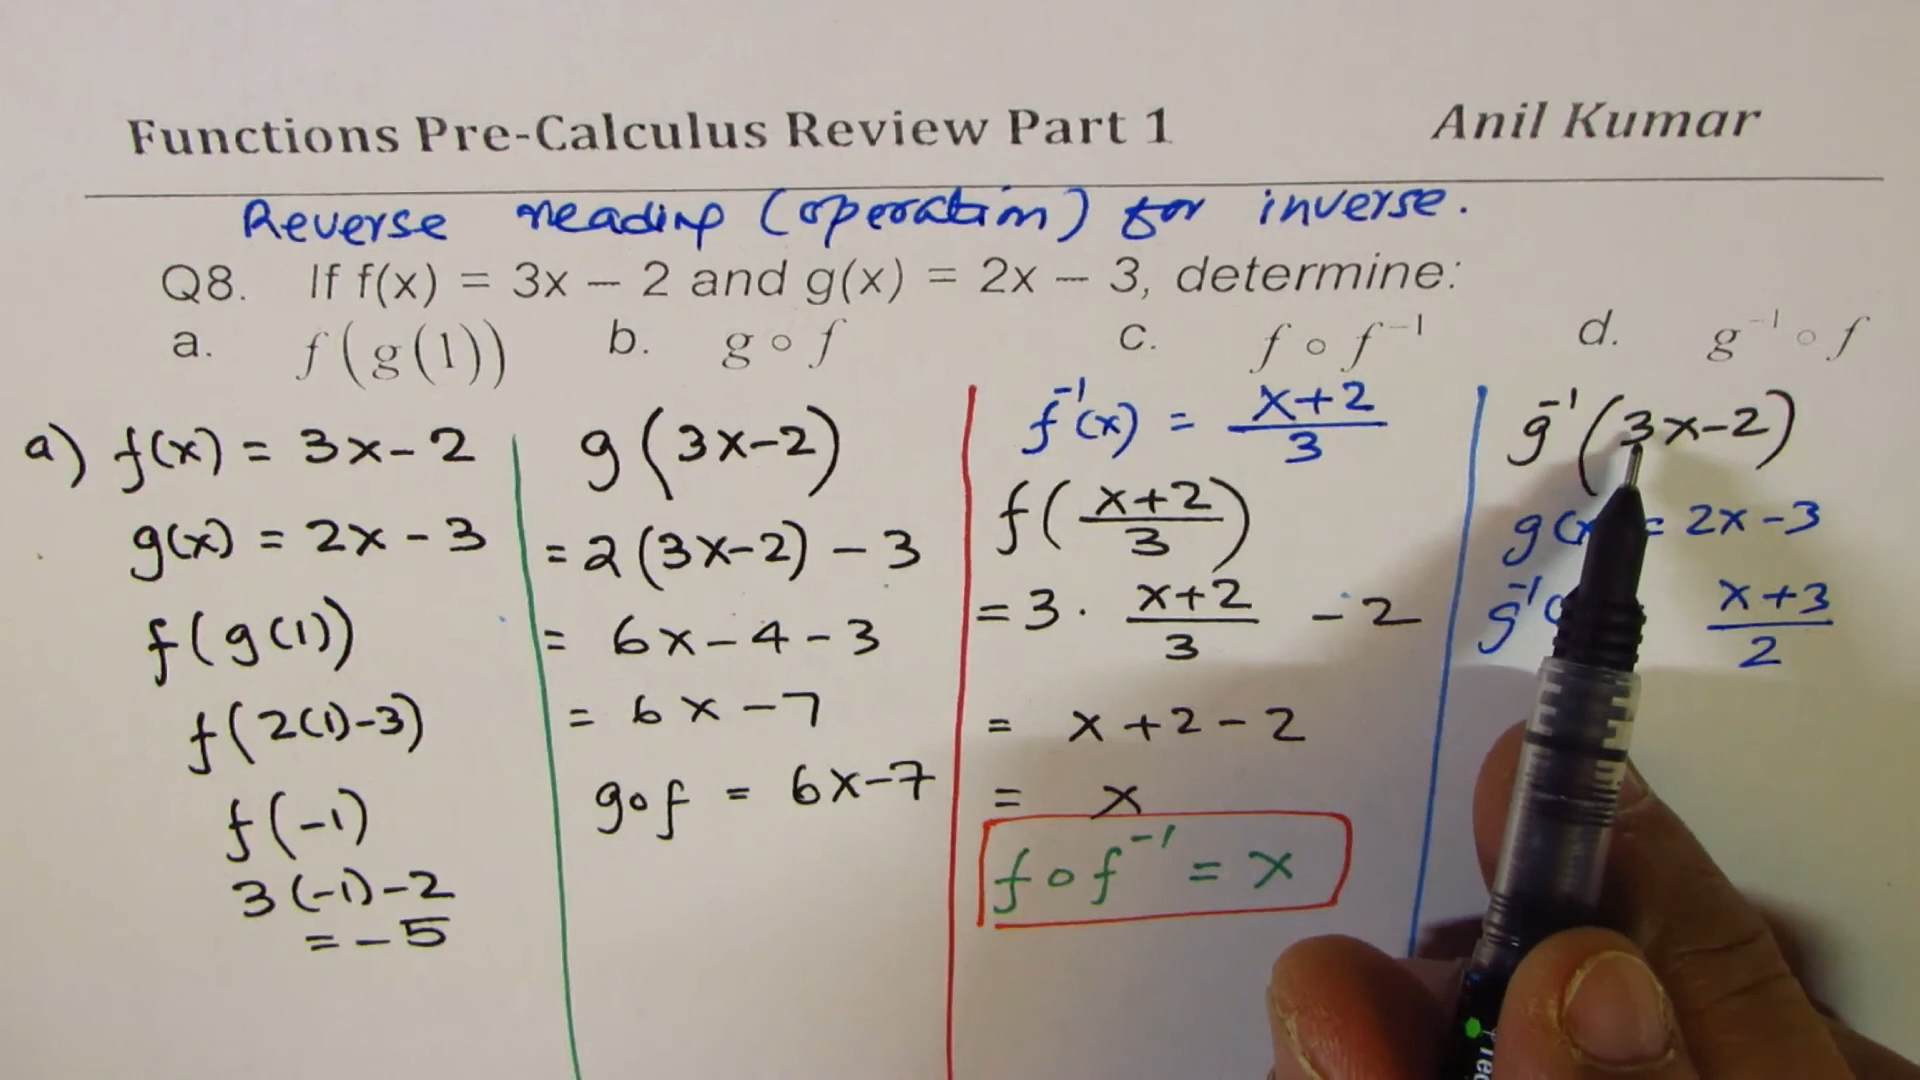 Functions Pre-Calculus Review Part 1 Anil Kumar
Reverse reading (operation) for inverse.
Q8. If f(x) = 3x – 2 and g(x) = 2x – 3, determine:
a. f(g(1)) b. g ∘ f c. f ∘ f⁻¹ d. g⁻¹ ∘ f
a) f(x) = 3x-2
g(x) = 2x - 3
f(g(1))
f(2(1)-3)
f(-1)
3(-1)-2
= -5
g(3x-2)
= 2(3x-2) - 3
= 6x - 4 - 3
= 6x - 7
g∘f = 6x-7
f⁻¹(x) = x+2/3
f(x+2/3)
= 3 · x+2/3 - 2
= x + 2 - 2
= x
f∘f⁻¹ = x
g⁻¹(3x-2)
g(x = 2x-3
g⁻¹( x+3/2